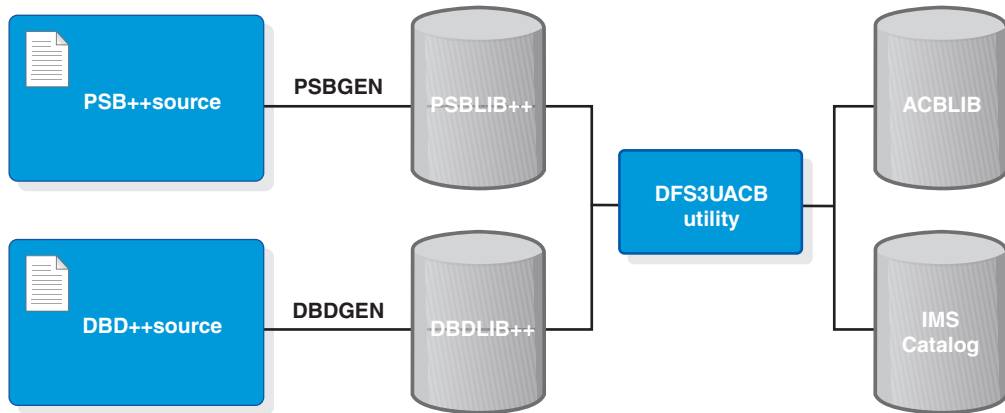 PSB++source
PSBGEN
PSBLIB++
ACBLIB
DFS3UACB
utility
DBD++source
DBDGEN
DBDLIB++
IMS
Catalog